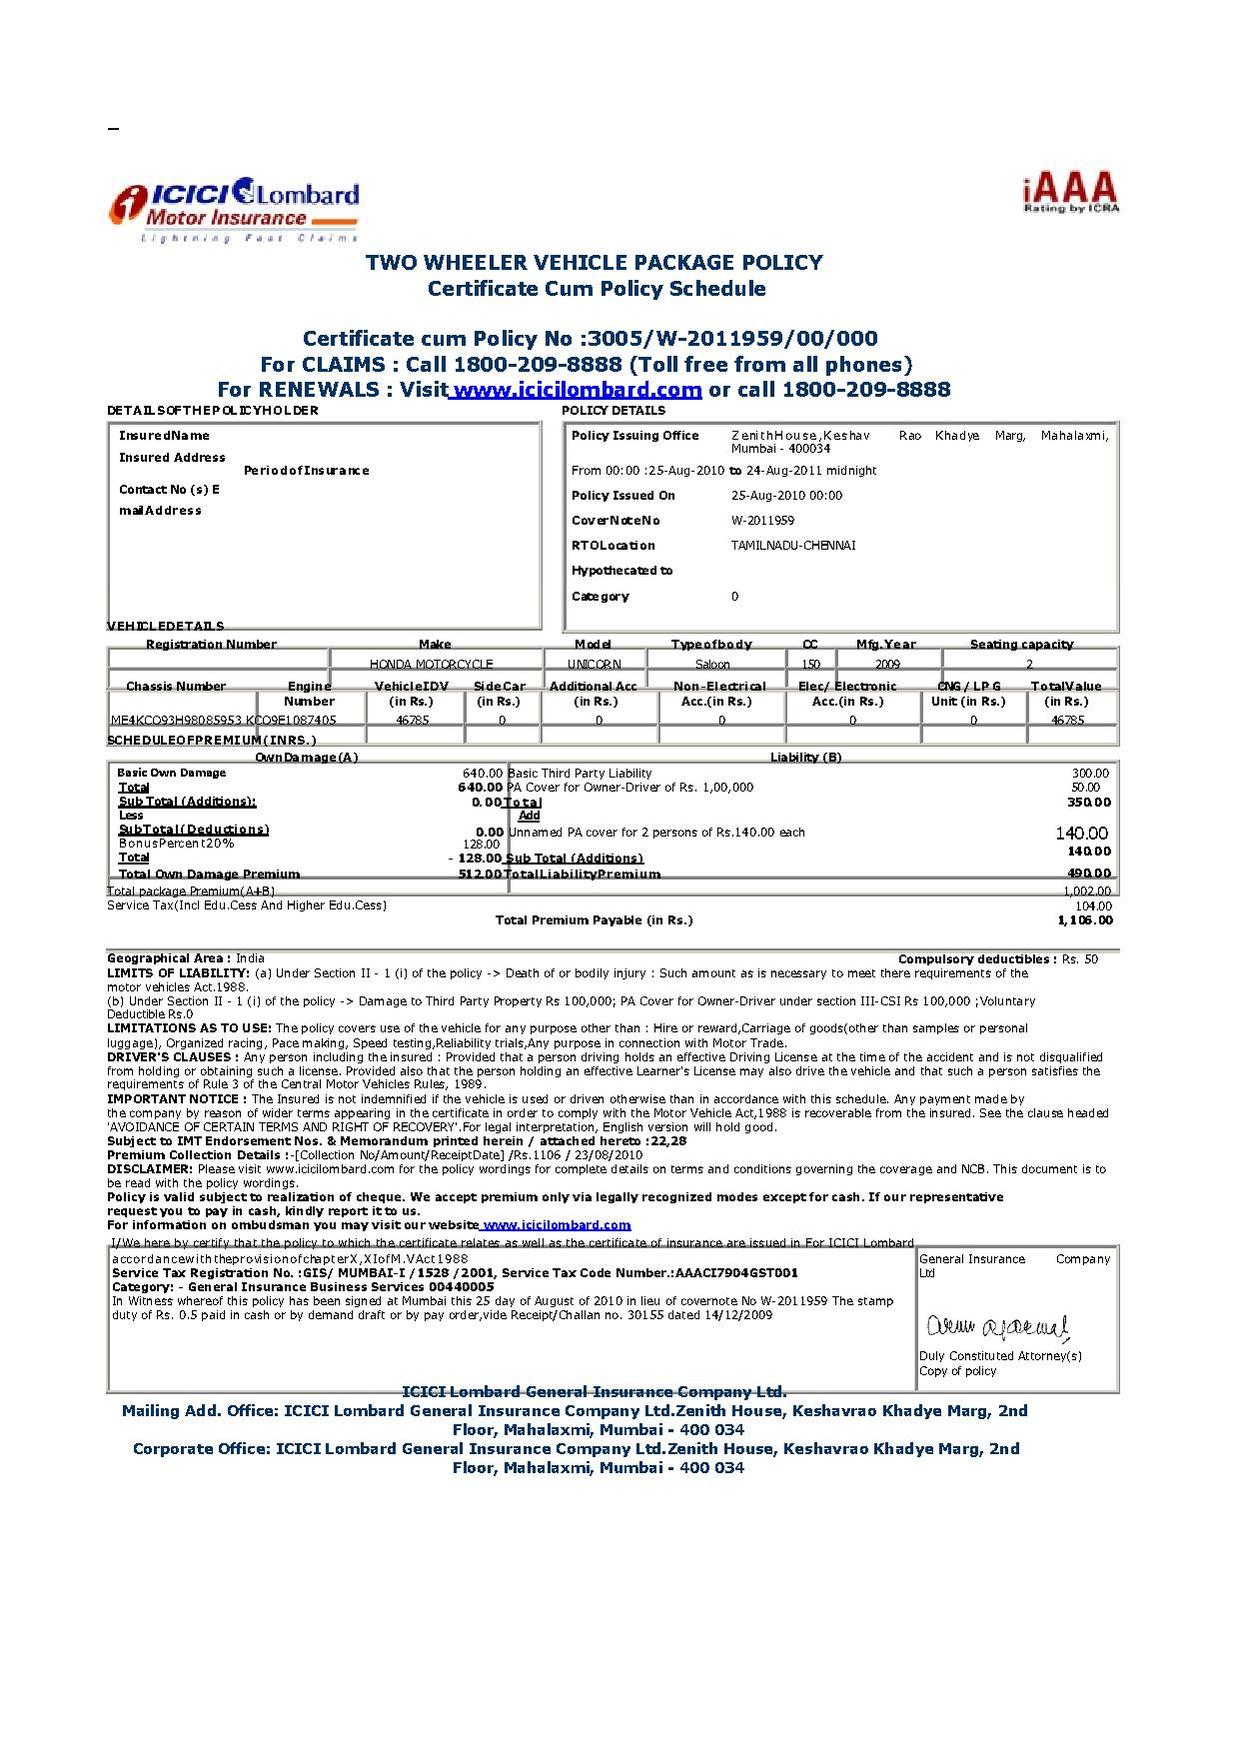 _
ICICI Lombard
Motor Insurance
Lightning Fast Claims
iAAA
Rating by ICRA
TWO WHEELER VEHICLE PACKAGE POLICY
Certificate Cum Policy Schedule
Certificate cum Policy No :3005/W-2011959/00/000
For CLAIMS : Call 1800-209-8888 (Toll free from all phones)
For RENEWALS : Visit www.icicilombard.com or call 1800-209-8888
DETAILSOFTHEPOLICYHOLDER
InsuredName
Insured Address
PeriodofInsurance
Contact No (s) E
mailAddress
POLICY DETAILS
Policy Issuing Office ZenithHouse,Keshav Rao Khadye Marg, Mahalaxmi,
Mumbai - 400034
From 00:00 :25-Aug-2010 to 24-Aug-2011 midnight
Policy Issued On 25-Aug-2010 00:00
CoverNoteNo W-2011959
RTOLocation TAMILNADU-CHENNAI
Hypothecated to
Category 0
VEHICLEDETAILS
Registration Number Make Model Typeofbody CC Mfg.Year Seating capacity
HONDA MOTORCYCLE UNICORN Saloon 150 2009 2
Chassis Number Engine VehicleIDV SideCar Additional Acc Non-Electrical Elec/ Electronic CNG/ LPG TotalValue
Number (in Rs.) (in Rs.) (in Rs.) Acc.(in Rs.) Acc.(in Rs.) Unit (in Rs.) (in Rs.)
ME4KCO93H98085953 KCO9E1087405 46785 0 0 0 0 0 46785
SCHEDULEOFPREMIUM(INRS.)
OwnDamage(A) Liability (B)
Basic Own Damage 640.00 Basic Third Party Liability 300.00
Total 640.00 PA Cover for Owner-Driver of Rs. 1,00,000 50.00
Sub Total (Additions): 0.00 Total 350.00
Less Add
SubTotal(Deductions) 0.00 Unnamed PA cover for 2 persons of Rs.140.00 each 140.00
BonusPercent20% 128.00 140.00
Total - 128.00 Sub Total (Additions)
Total Own Damage Premium 512.00 TotalLiabilityPremium 490.00
Total package Premium(A+B) 1,002.00
Service Tax(Incl Edu.Cess And Higher Edu.Cess) 104.00
Total Premium Payable (in Rs.) 1,106.00
Geographical Area : India Compulsory deductibles : Rs. 50
LIMITS OF LIABILITY: (a) Under Section II - 1 (i) of the policy -> Death of or bodily injury : Such amount as is necessary to meet there requirements of the
motor vehicles Act.1988.
(b) Under Section II - 1 (i) of the policy -> Damage to Third Party Property Rs 100,000; PA Cover for Owner-Driver under section III-CSI Rs 100,000 ;Voluntary
Deductible Rs.0
LIMITATIONS AS TO USE: The policy covers use of the vehicle for any purpose other than : Hire or reward,Carriage of goods(other than samples or personal
luggage), Organized racing, Pace making, Speed testing,Reliability trials,Any purpose in connection with Motor Trade.
DRIVER'S CLAUSES : Any person including the insured : Provided that a person driving holds an effective Driving License at the time of the accident and is not disqualified
from holding or obtaining such a license. Provided also that the person holding an effective Learner's License may also drive the vehicle and that such a person satisfies the
requirements of Rule 3 of the Central Motor Vehicles Rules, 1989.
IMPORTANT NOTICE : The Insured is not indemnified if the vehicle is used or driven otherwise than in accordance with this schedule. Any payment made by
the company by reason of wider terms appearing in the certificate in order to comply with the Motor Vehicle Act,1988 is recoverable from the insured. See the clause headed
'AVOIDANCE OF CERTAIN TERMS AND RIGHT OF RECOVERY'.For legal interpretation, English version will hold good.
Subject to IMT Endorsement Nos. & Memorandum printed herein / attached hereto :22,28
Premium Collection Details :-[Collection No/Amount/ReceiptDate] /Rs.1106 / 23/08/2010
DISCLAIMER: Please visit www.icicilombard.com for the policy wordings for complete details on terms and conditions governing the coverage and NCB. This document is to
be read with the policy wordings.
Policy is valid subject to realization of cheque. We accept premium only via legally recognized modes except for cash. If our representative
request you to pay in cash, kindly report it to us.
For information on ombudsman you may visit our website www.icicilombard.com
I/We here by certify that the policy to which the certificate relates as well as the certificate of insurance are issued in For ICICI Lombard
accordancewiththeprovisionofchapterX,XIofM.VAct1988
Service Tax Registration No. :GIS/ MUMBAI-I /1528 /2001, Service Tax Code Number.:AAACI7904GST001
Category: - General Insurance Business Services 00440005
In Witness whereof this policy has been signed at Mumbai this 25 day of August of 2010 in lieu of covernote No W-2011959 The stamp
duty of Rs. 0.5 paid in cash or by demand draft or by pay order,vide Receipt/Challan no. 30155 dated 14/12/2009
General Insurance Company
Ltd
Duly Constituted Attorney(s)
Copy of policy
ICICI Lombard General Insurance Company Ltd.
Mailing Add. Office: ICICI Lombard General Insurance Company Ltd.Zenith House, Keshavrao Khadye Marg, 2nd
Floor, Mahalaxmi, Mumbai - 400 034
Corporate Office: ICICI Lombard General Insurance Company Ltd.Zenith House, Keshavrao Khadye Marg, 2nd
Floor, Mahalaxmi, Mumbai - 400 034